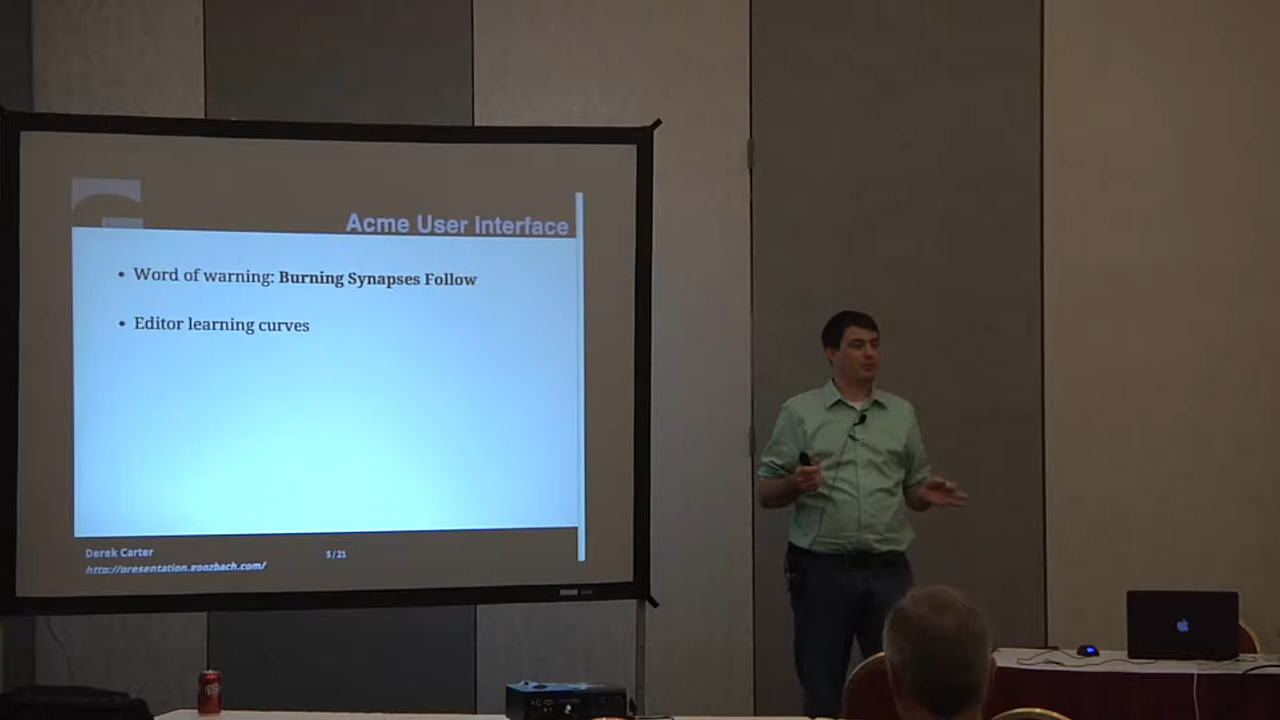 Acme User Interface
• Word of warning: Burning Synapses Follow
• Editor learning curves
Derek Carter
5/21
http://presentation.goozbach.com/